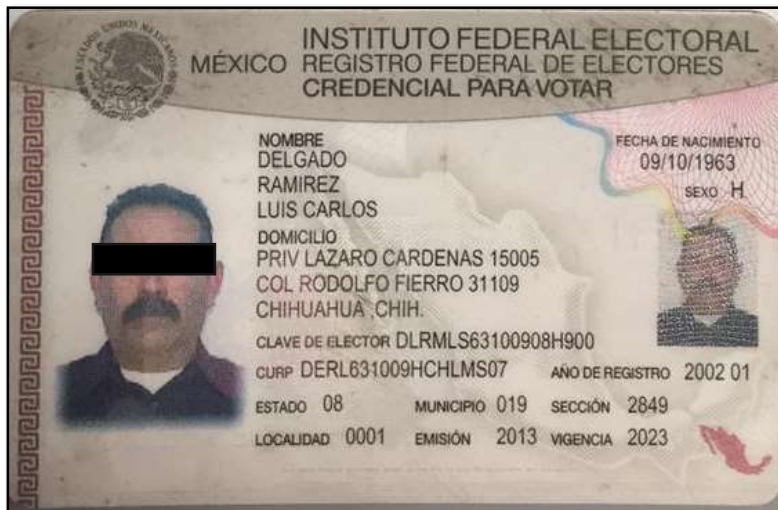 ESTADOS UNIDOS MEXICANOS
MÉXICO
INSTITUTO FEDERAL ELECTORAL
REGISTRO FEDERAL DE ELECTORES
CREDENCIAL PARA VOTAR
NOMBRE
DELGADO
RAMIREZ
LUIS CARLOS
FECHA DE NACIMIENTO
09/10/1963
SEXO H
DOMICILIO
PRIV LAZARO CARDENAS 15005
COL RODOLFO FIERRO 31109
CHIHUAHUA ,CHIH.
CLAVE DE ELECTOR DLRMLS63100908H900
CURP DERL631009HCHLMS07 AÑO DE REGISTRO 2002 01
ESTADO 08 MUNICIPIO 019 SECCIÓN 2849
LOCALIDAD 0001 EMISIÓN 2013 VIGENCIA 2023